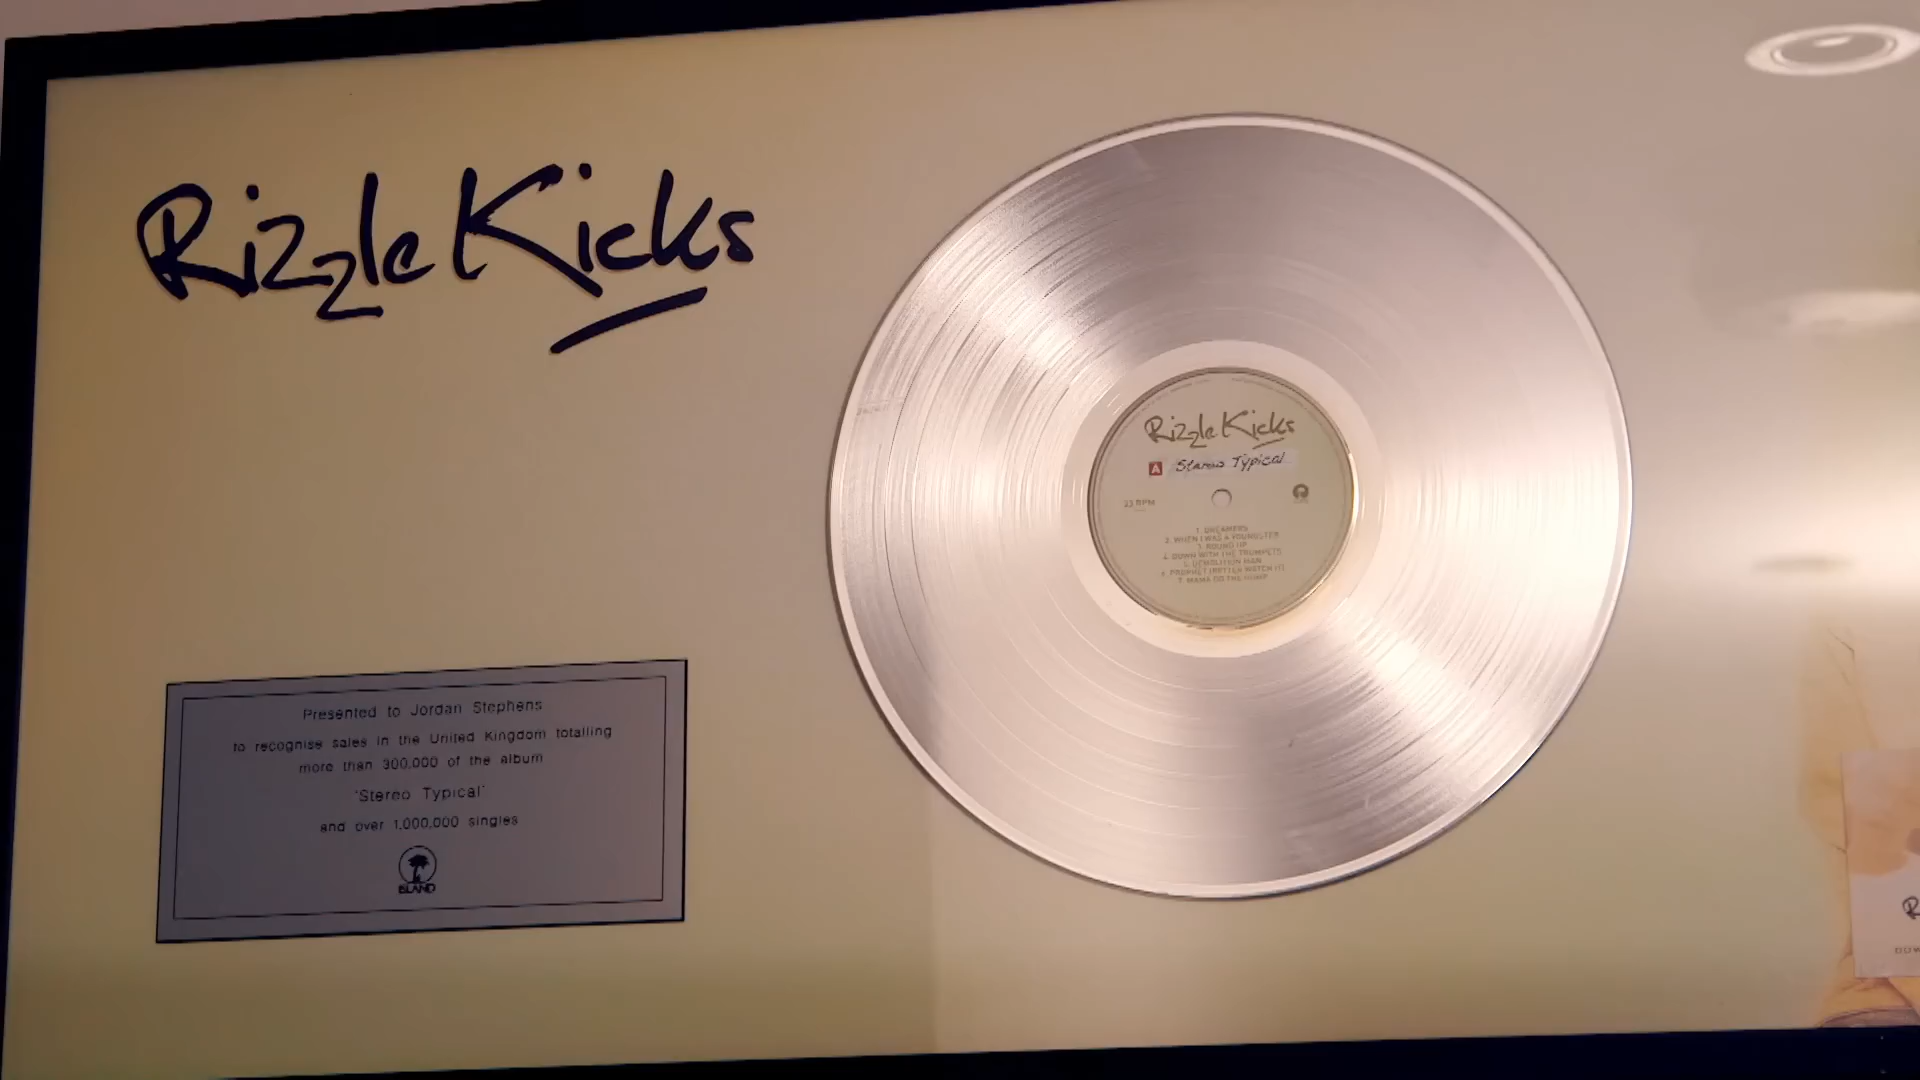 Rizzle Kicks
Presented to Jordan Stephens
to recognise sales in the United Kingdom totalling
more than 300,000 of the album
'Stereo Typical'
and over 1,000,000 singles
ISLAND
Rizzle Kicks
A Stereo Typical
33 RPM
1. DREAMERS
2. WHEN I WAS A YOUNGSTER
3. ROUND UP
4. DOWN WITH THE TRUMPETS
5. DEMOLITION MAN
6. PROPHET (BETTER WATCH IT)
7. MAMA DO THE HUMP